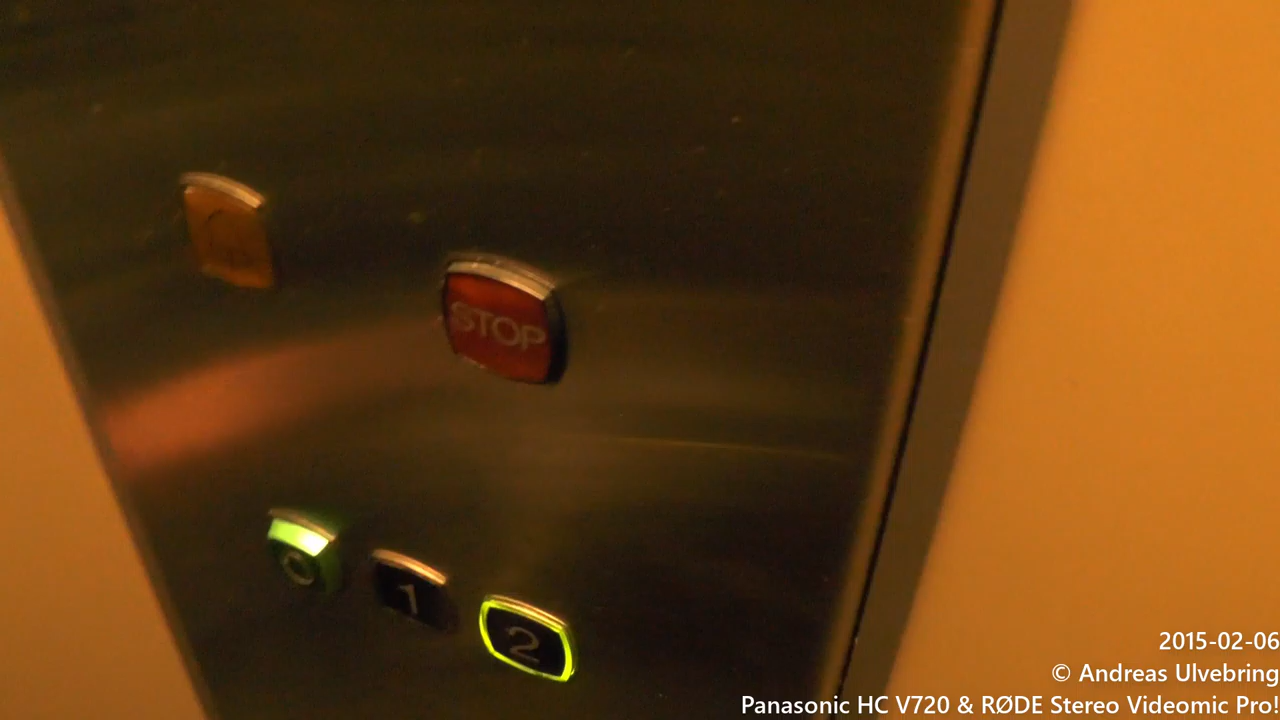 STOP
1
2
2015-02-06
© Andreas Ulvebring
Panasonic HC V720 & RØDE Stereo Videomic Pro!